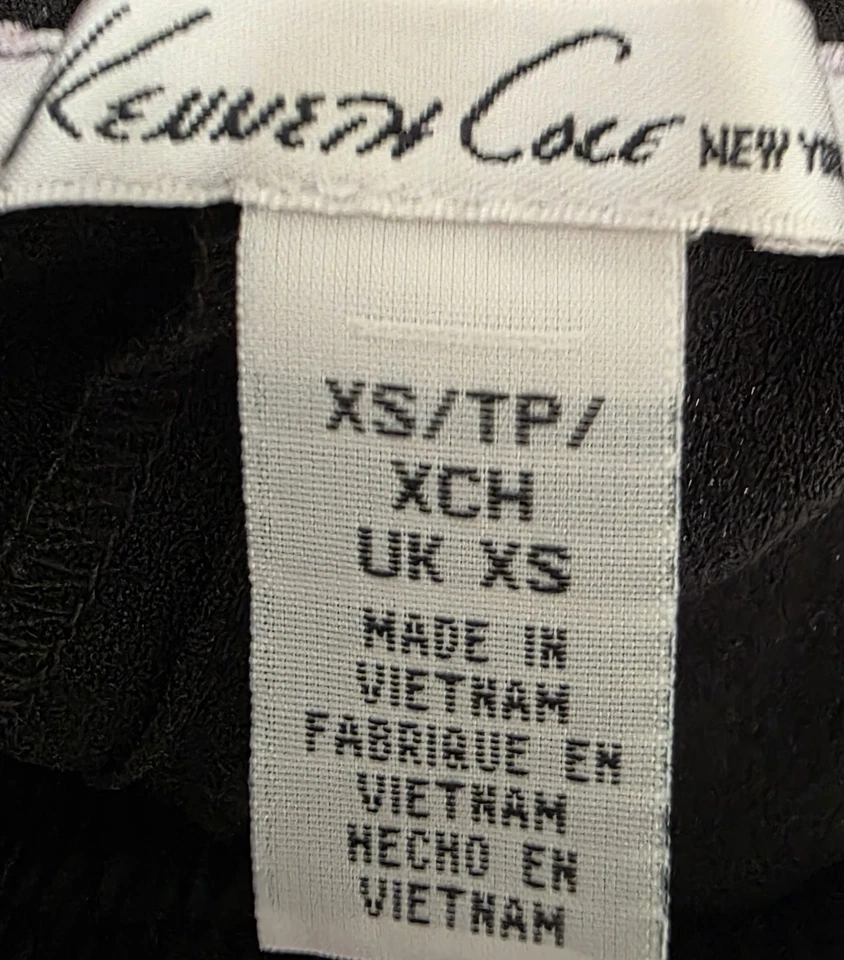 KENNETH COLE NEW YO
XS/TP/
XCH
UK XS
MADE IN
VIETNAM
FABRIQUE EN
VIETNAM
HECHO EN
VIETNAM